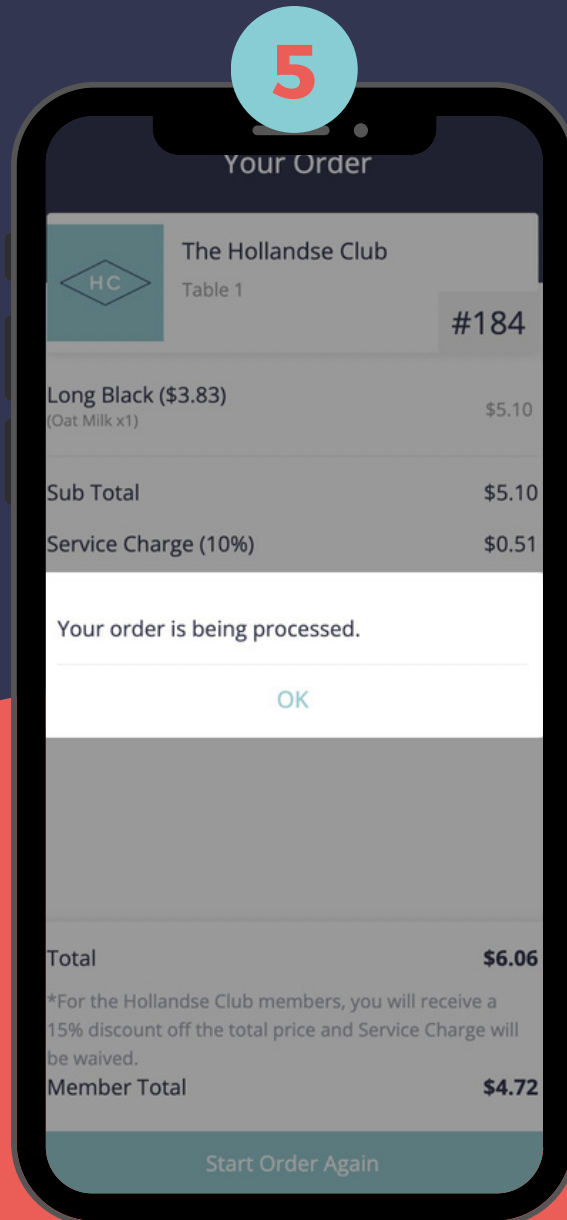 5
Your Order
The Hollandse Club
HC
Table 1
#184
Long Black ($3.83)
(Oat Milk x1)
$5.10
Sub Total $5.10
Service Charge (10%) $0.51
Your order is being processed.
OK
Total $6.06
*For the Hollandse Club members, you will receive a
15% discount off the total price and Service Charge will
be waived.
Member Total $4.72
Start Order Again